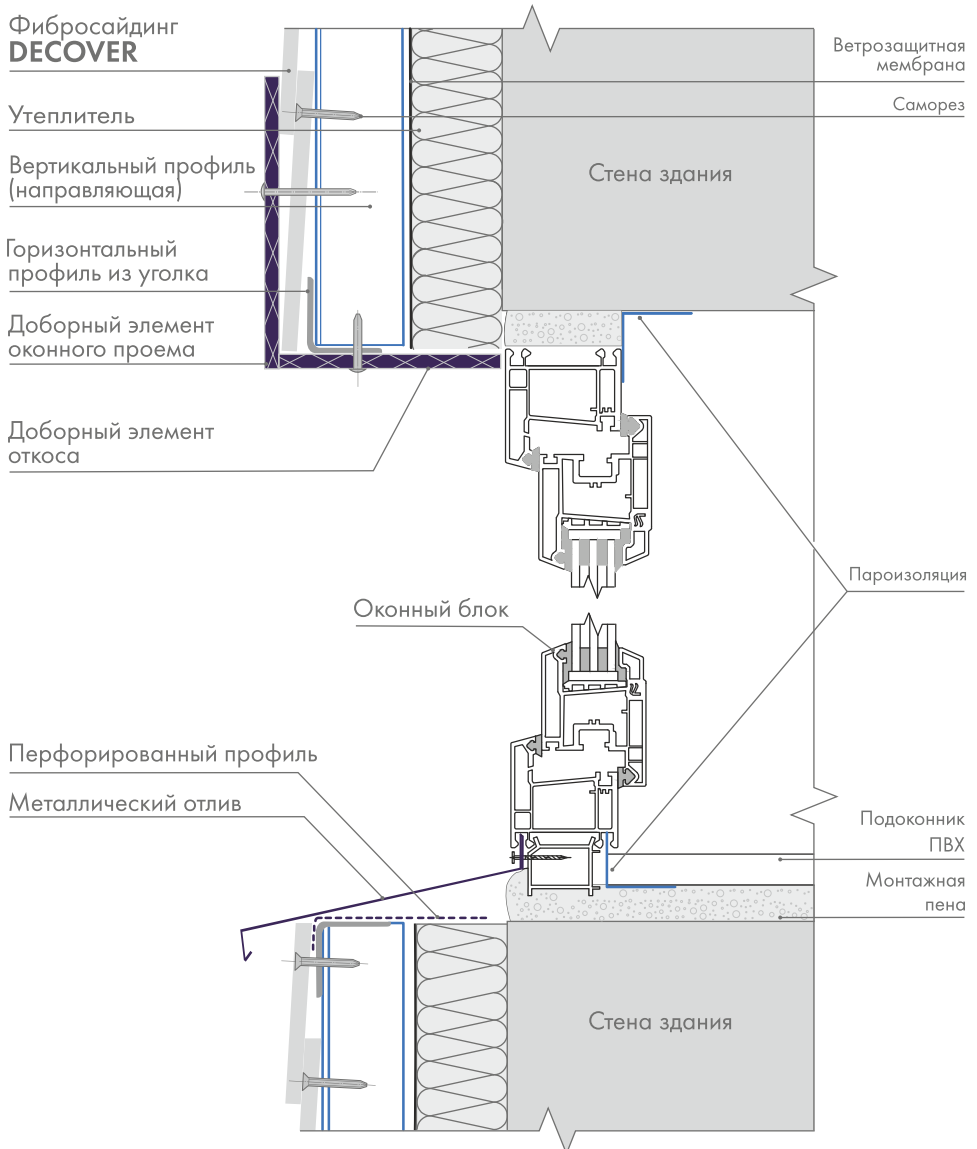 Фибросайдинг
DECOVER
Утеплитель
Вертикальный профиль
(направляющая)
Горизонтальный
профиль из уголка
Доборный элемент
оконного проема
Доборный элемент
откоса
Ветрозащитная
мембрана
Саморез
Стена здания
Пароизоляция
Оконный блок
Перфорированный профиль
Металлический отлив
Подоконник
ПВХ
Монтажная
пена
Стена здания